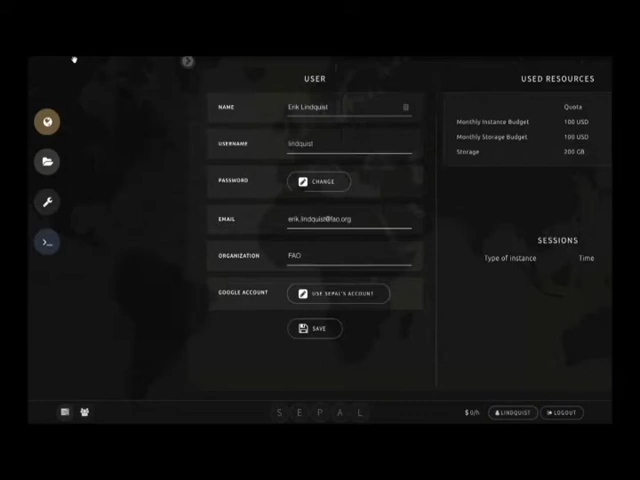 USER
NAME Erik Lindquist
USERNAME lindquist
PASSWORD CHANGE
EMAIL erik.lindquist@fao.org
ORGANIZATION FAO
GOOGLE ACCOUNT USE SEPAL'S ACCOUNT
SAVE
USED RESOURCES
Quota
Monthly Instance Budget 100 USD
Monthly Storage Budget 100 USD
Storage 200 GB
SESSIONS
Type of instance Time
>_
S E P A L
$ 0/h LINDQUIST LOGOUT